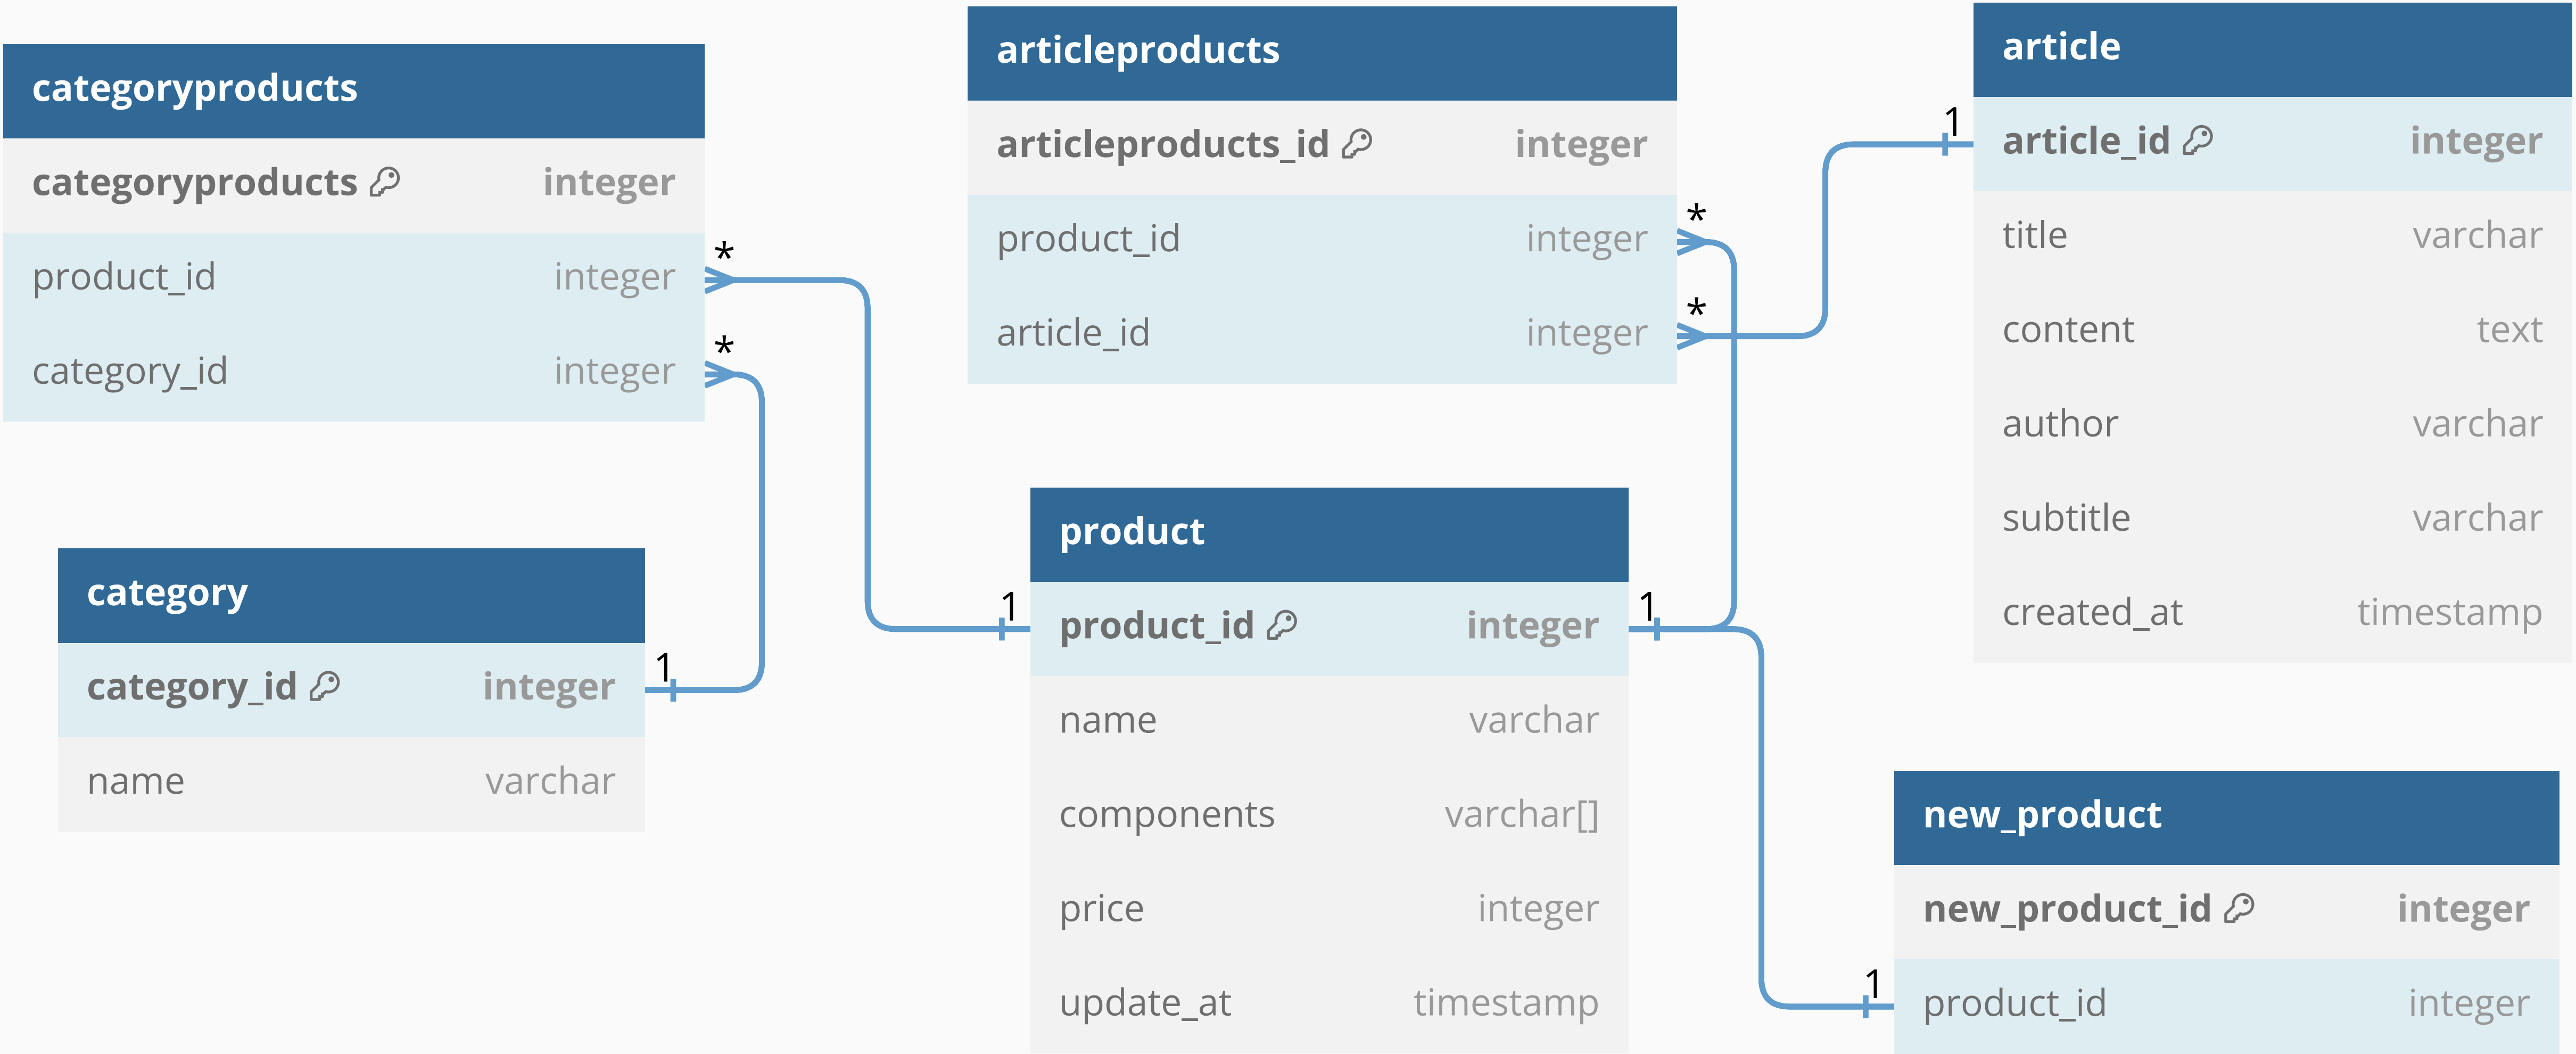 categoryproducts
categoryproducts integer
product_id integer
category_id integer
*
*
category
category_id integer
name varchar
1
articleproducts
articleproducts_id integer
product_id integer
article_id integer
*
*
product
product_id integer
name varchar
components varchar[]
price integer
update_at timestamp
1
1
article
article_id integer
title varchar
content text
author varchar
subtitle varchar
created_at timestamp
1
new_product
new_product_id integer
product_id integer
1